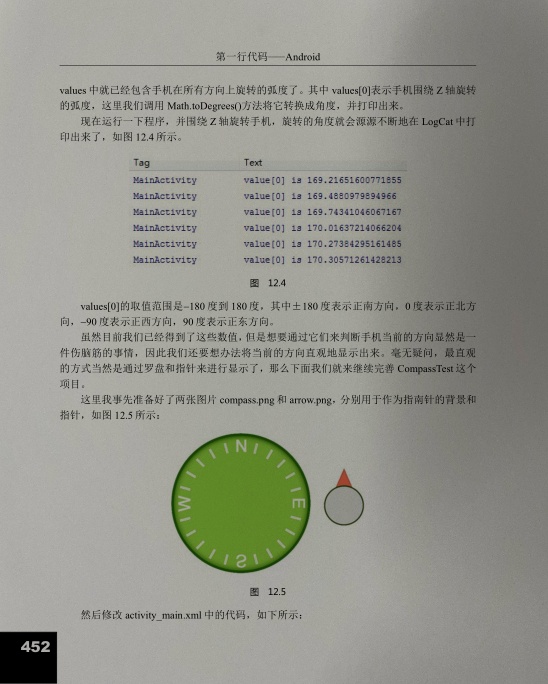 第一行代码——Android
values 中就已经包含手机在所有方向上旋转的弧度了。其中 values[0]表示手机围绕 Z 轴旋转
的弧度，这里我们调用 Math.toDegrees()方法将它转换成角度，并打印出来。
现在运行一下程序，并围绕 Z 轴旋转手机，旋转的角度就会源源不断地在 LogCat 中打
印出来了，如图 12.4 所示。
Tag Text
MainActivity value[0] is 169.21651600771855
MainActivity value[0] is 169.4880979894966
MainActivity value[0] is 169.74341046067167
MainActivity value[0] is 170.01637214066204
MainActivity value[0] is 170.27384295161485
MainActivity value[0] is 170.30571261428213
图 12.4
values[0]的取值范围是–180 度到 180 度，其中±180 度表示正南方向，0 度表示正北方
向，–90 度表示正西方向，90 度表示正东方向。
虽然目前我们已经得到了这些数值，但是想要通过它们来判断手机当前的方向显然是一
件伤脑筋的事情，因此我们还要想办法将当前的方向直观地显示出来。毫无疑问，最直观
的方式当然是通过罗盘和指针来进行显示了，那么下面我们就来继续完善 CompassTest 这个
项目。
这里我事先准备好了两张图片 compass.png 和 arrow.png，分别用于作为指南针的背景和
指针，如图 12.5 所示：
N
W
E
S
图 12.5
然后修改 activity_main.xml 中的代码，如下所示：
452